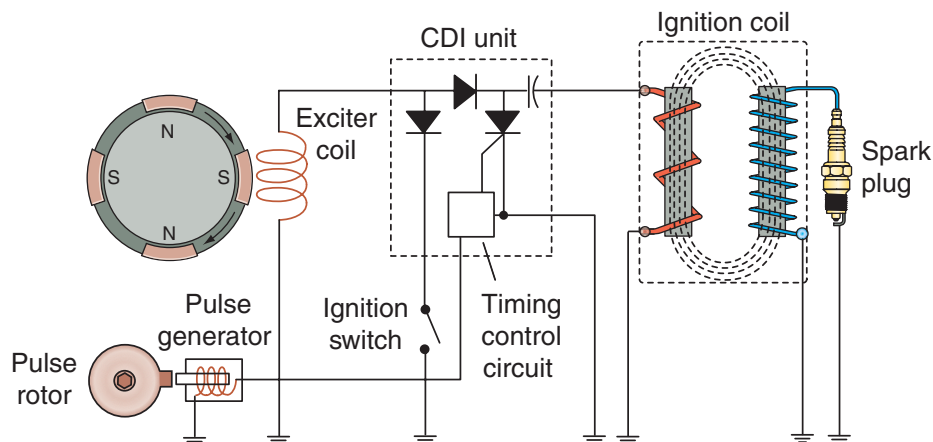 Ignition coil
CDI unit
Exciter
coil
N
S
S
N
Spark
plug
Pulse
generator
Ignition
switch
Timing
control
circuit
Pulse
rotor